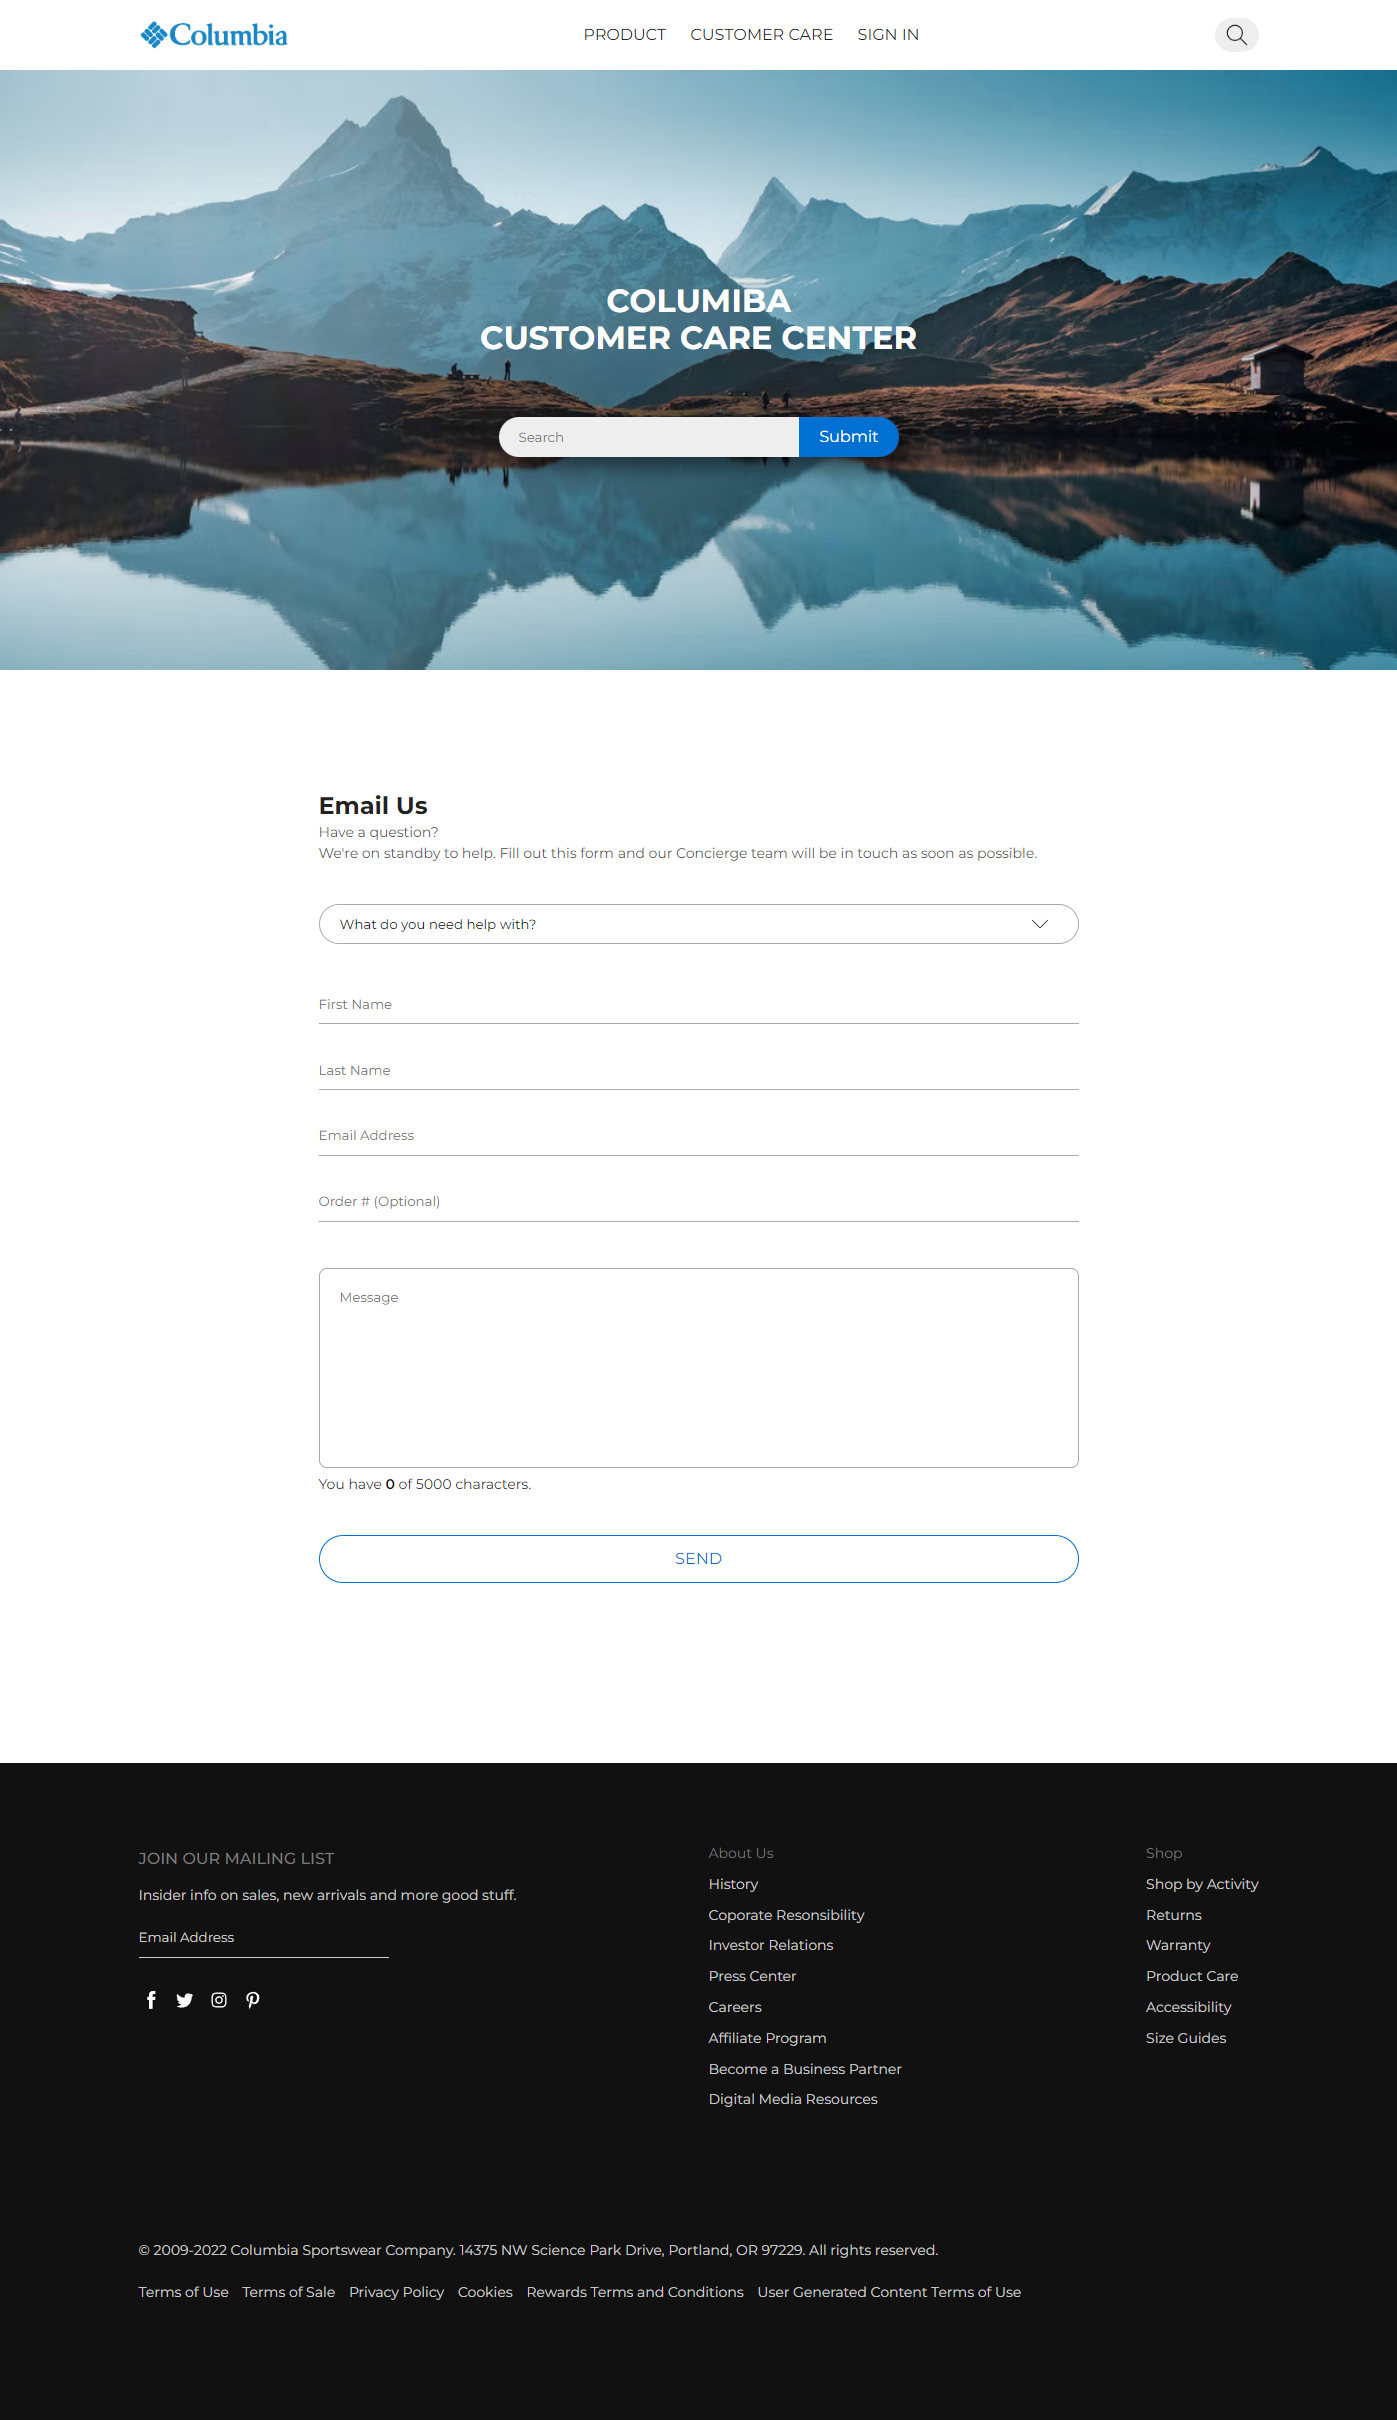 Columbia
PRODUCT CUSTOMER CARE SIGN IN
COLUMIBA
CUSTOMER CARE CENTER
Search Submit
Email Us
Have a question?
We're on standby to help. Fill out this form and our Concierge team will be in touch as soon as possible.
What do you need help with?
First Name
Last Name
Email Address
Order # (Optional)
Message
You have 0 of 5000 characters.
SEND
JOIN OUR MAILING LIST
Insider info on sales, new arrivals and more good stuff.
Email Address
About Us
History
Coporate Resonsibility
Investor Relations
Press Center
Careers
Affiliate Program
Become a Business Partner
Digital Media Resources
Shop
Shop by Activity
Returns
Warranty
Product Care
Accessibility
Size Guides
© 2009-2022 Columbia Sportswear Company. 14375 NW Science Park Drive, Portland, OR 97229. All rights reserved.
Terms of Use Terms of Sale Privacy Policy Cookies Rewards Terms and Conditions User Generated Content Terms of Use